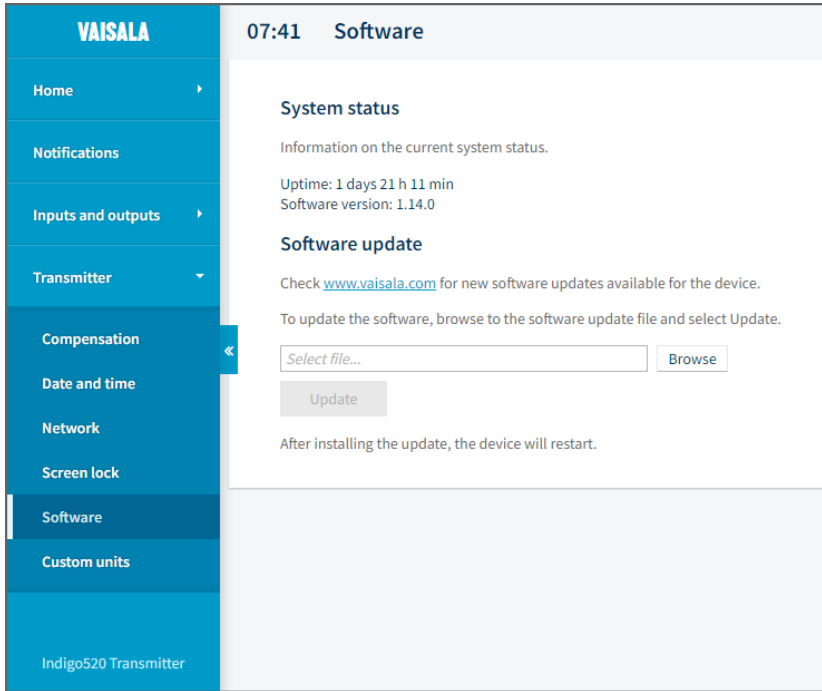 VAISALA
07:41 Software
Home
Notifications
Inputs and outputs
Transmitter
Compensation
Date and time
Network
Screen lock
Software
Custom units
Indigo520 Transmitter
System status
Information on the current system status.
Uptime: 1 days 21 h 11 min
Software version: 1.14.0
Software update
Check www.vaisala.com for new software updates available for the device.
To update the software, browse to the software update file and select Update.
Select file...
Browse
Update
After installing the update, the device will restart.